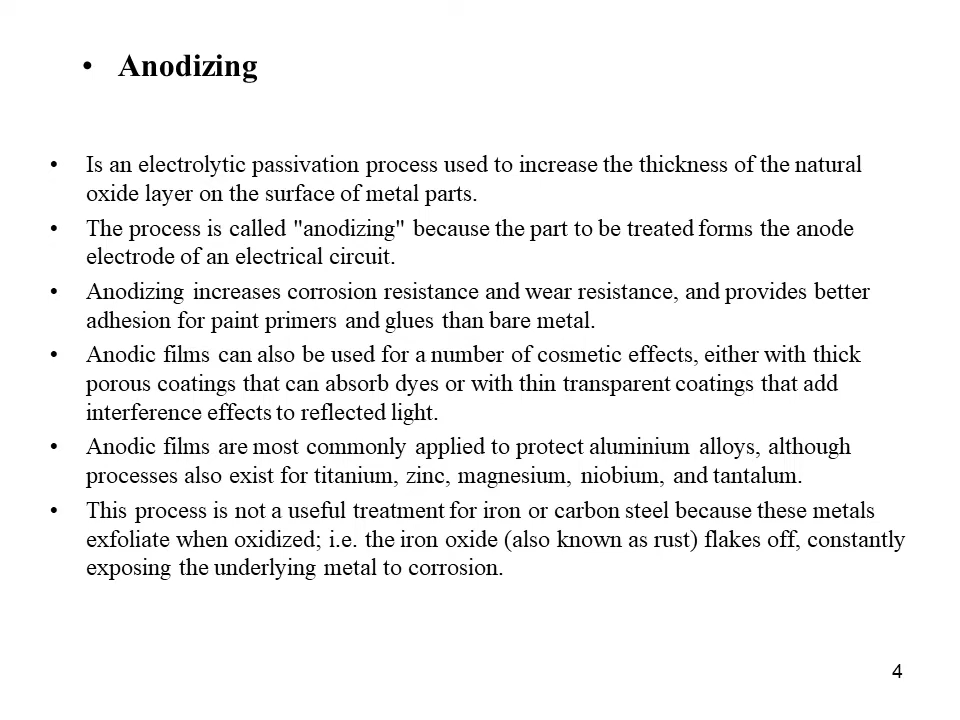 • Anodizing
• Is an electrolytic passivation process used to increase the thickness of the natural
oxide layer on the surface of metal parts.
• The process is called "anodizing" because the part to be treated forms the anode
electrode of an electrical circuit.
• Anodizing increases corrosion resistance and wear resistance, and provides better
adhesion for paint primers and glues than bare metal.
• Anodic films can also be used for a number of cosmetic effects, either with thick
porous coatings that can absorb dyes or with thin transparent coatings that add
interference effects to reflected light.
• Anodic films are most commonly applied to protect aluminium alloys, although
processes also exist for titanium, zinc, magnesium, niobium, and tantalum.
• This process is not a useful treatment for iron or carbon steel because these metals
exfoliate when oxidized; i.e. the iron oxide (also known as rust) flakes off, constantly
exposing the underlying metal to corrosion.
4